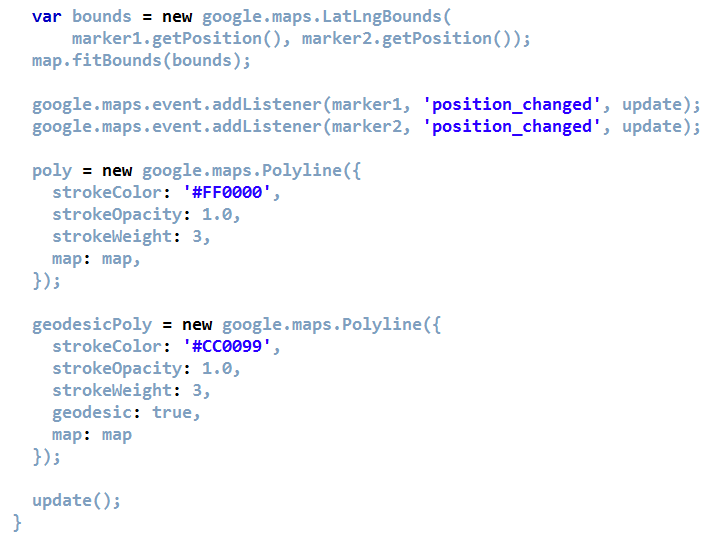 var bounds = new google.maps.LatLngBounds(
marker1.getPosition(), marker2.getPosition());
map.fitBounds(bounds);
google.maps.event.addListener(marker1, 'position_changed', update);
google.maps.event.addListener(marker2, 'position_changed', update);
poly = new google.maps.Polyline({
strokeColor: '#FF0000',
strokeOpacity: 1.0,
strokeWeight: 3,
map: map,
});
geodesicPoly = new google.maps.Polyline({
strokeColor: '#CC0099',
strokeOpacity: 1.0,
strokeWeight: 3,
geodesic: true,
map: map
});
update();
}